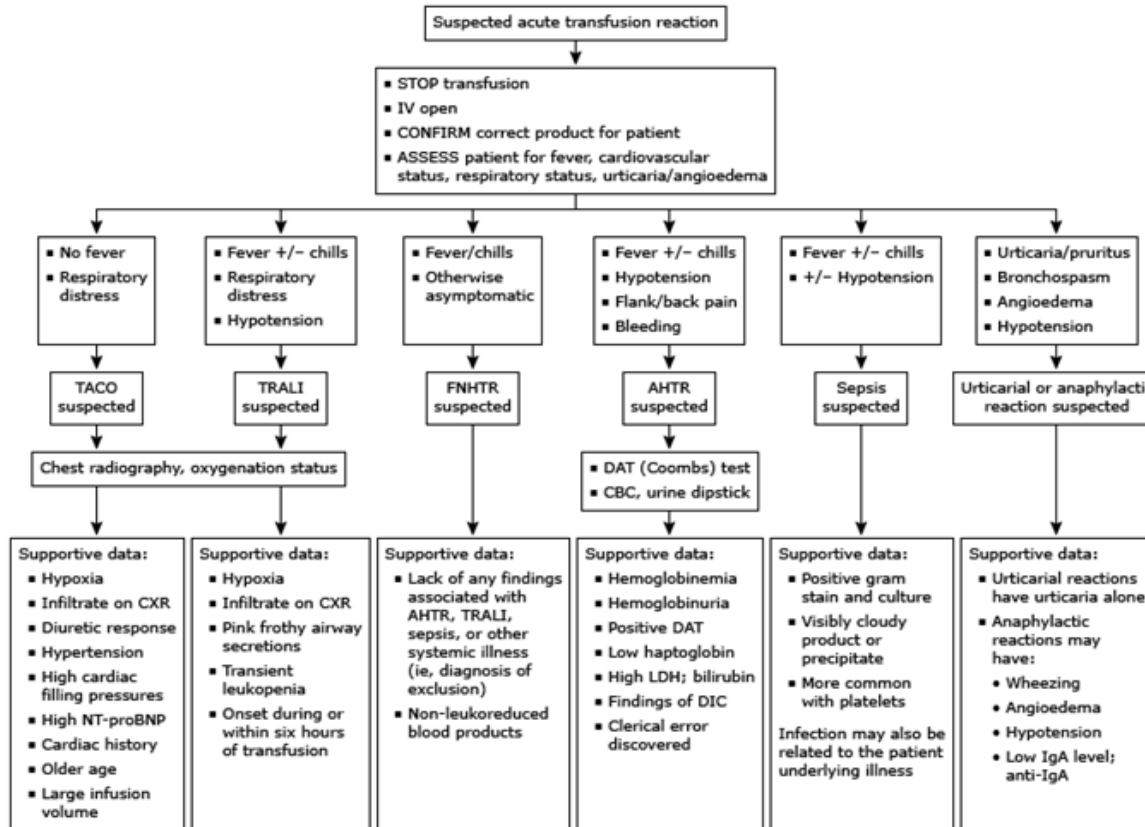 Suspected acute transfusion reaction
▪ STOP transfusion
▪ IV open
▪ CONFIRM correct product for patient
▪ ASSESS patient for fever, cardiovascular
status, respiratory status, urticaria/angioedema
▪ No fever
▪ Respiratory
distress
▪ Fever +/− chills
▪ Respiratory
distress
▪ Hypotension
▪ Fever/chills
▪ Otherwise
asymptomatic
▪ Fever +/− chills
▪ Hypotension
▪ Flank/back pain
▪ Bleeding
▪ Fever +/− chills
▪ +/− Hypotension
▪ Urticaria/pruritus
▪ Bronchospasm
▪ Angioedema
▪ Hypotension
TACO
suspected
TRALI
suspected
FNHTR
suspected
AHTR
suspected
Sepsis
suspected
Urticarial or anaphylacti
reaction suspected
Chest radiography, oxygenation status
▪ DAT (Coombs) test
▪ CBC, urine dipstick
Supportive data:
▪ Hypoxia
▪ Infiltrate on CXR
▪ Diuretic response
▪ Hypertension
▪ High cardiac
filling pressures
▪ High NT-proBNP
▪ Cardiac history
▪ Older age
▪ Large infusion
volume
Supportive data:
▪ Hypoxia
▪ Infiltrate on CXR
▪ Pink frothy airway
secretions
▪ Transient
leukopenia
▪ Onset during or
within six hours
of transfusion
Supportive data:
▪ Lack of any findings
associated with
AHTR, TRALI,
sepsis, or other
systemic illness
(ie, diagnosis of
exclusion)
▪ Non-leukoreduced
blood products
Supportive data:
▪ Hemoglobinemia
▪ Hemoglobinuria
▪ Positive DAT
▪ Low haptoglobin
▪ High LDH; bilirubin
▪ Findings of DIC
▪ Clerical error
discovered
Supportive data:
▪ Positive gram
stain and culture
▪ Visibly cloudy
product or
precipitate
▪ More common
with platelets
Infection may also be
related to the patient
underlying illness
Supportive data:
▪ Urticarial reactions
have urticaria alone
▪ Anaphylactic
reactions may
have:
• Wheezing
• Angioedema
• Hypotension
• Low IgA level;
anti-IgA